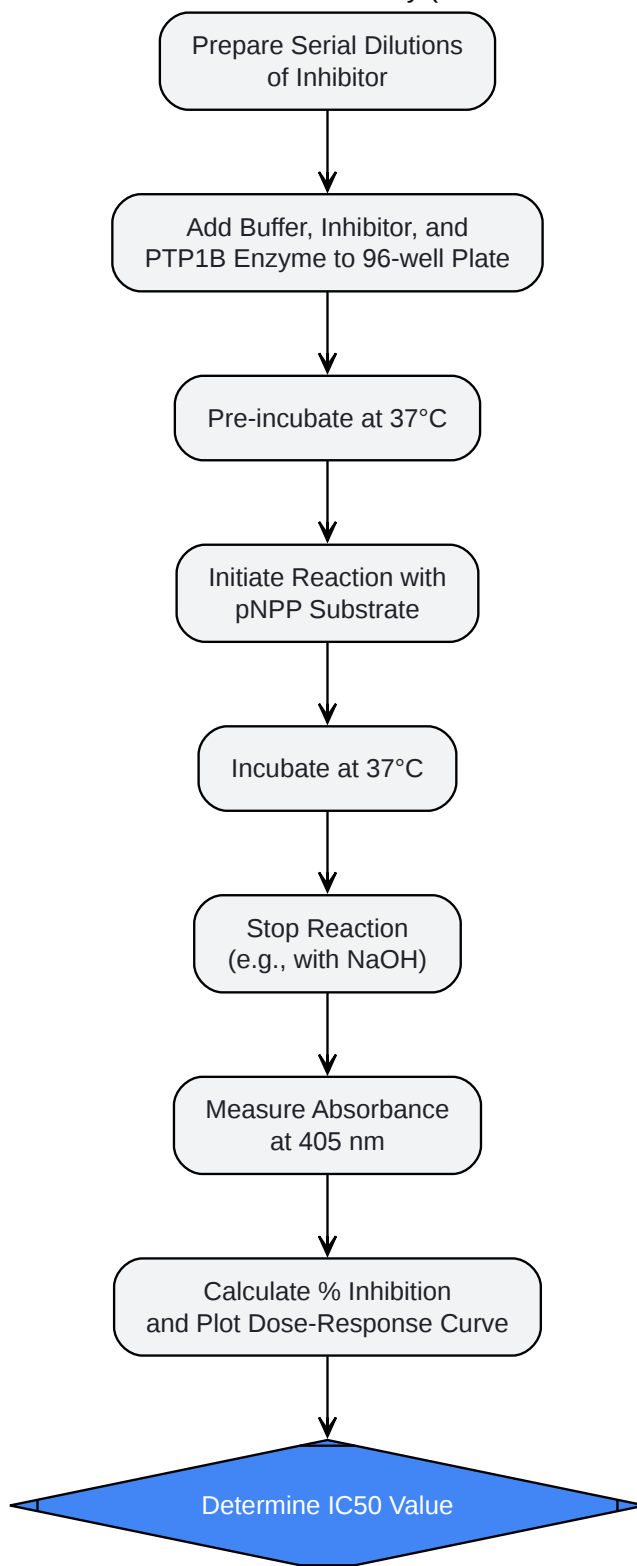 Prepare Serial Dilutions
of Inhibitor
Add Buffer, Inhibitor, and
PTP1B Enzyme to 96-well Plate
Pre-incubate at 37°C
Initiate Reaction with
pNPP Substrate
Incubate at 37°C
Stop Reaction
(e.g., with NaOH)
Measure Absorbance
at 405 nm
Calculate % Inhibition
and Plot Dose-Response Curve
Determine IC50 Value